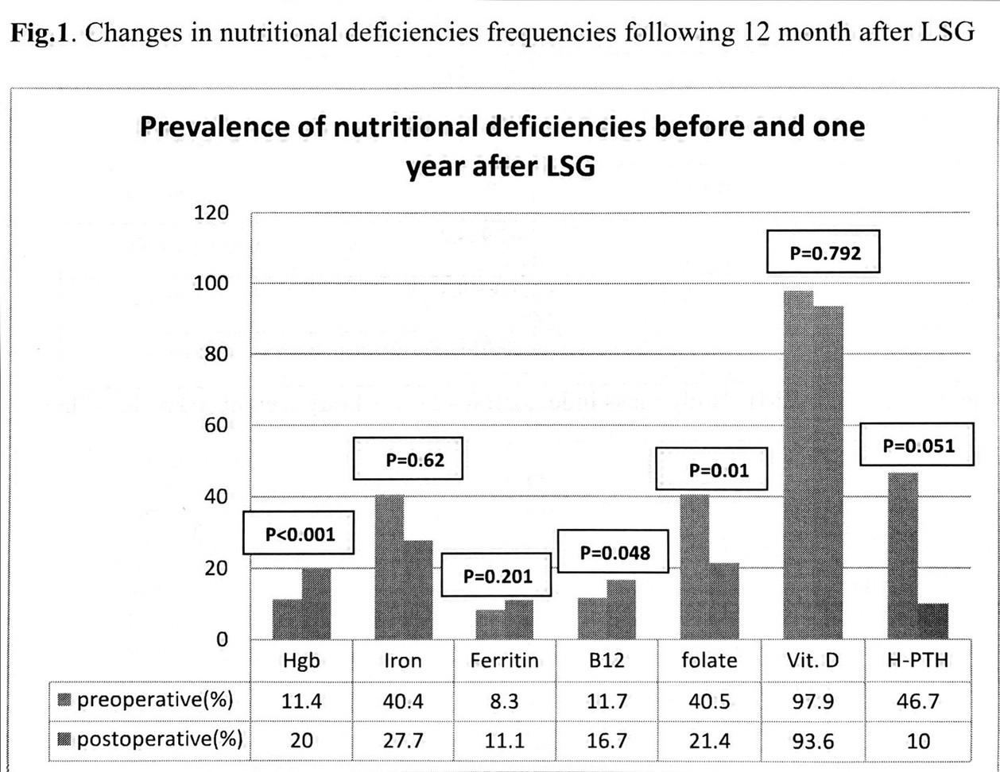 Fig.1. Changes in nutritional deficiencies frequencies following 12 month after LSG
Prevalence of nutritional deficiencies before and one
year after LSG
120
P=0.792
100
80
60
P=0.051
P=0.62
P=0.01
40
P<0.001
P=0.048
20
P=0.201
0
Hgb Iron Ferritin B12 folate Vit. D H-PTH
preoperative(%) 11.4 40.4 8.3 11.7 40.5 97.9 46.7
postoperative(%) 20 27.7 11.1 16.7 21.4 93.6 10